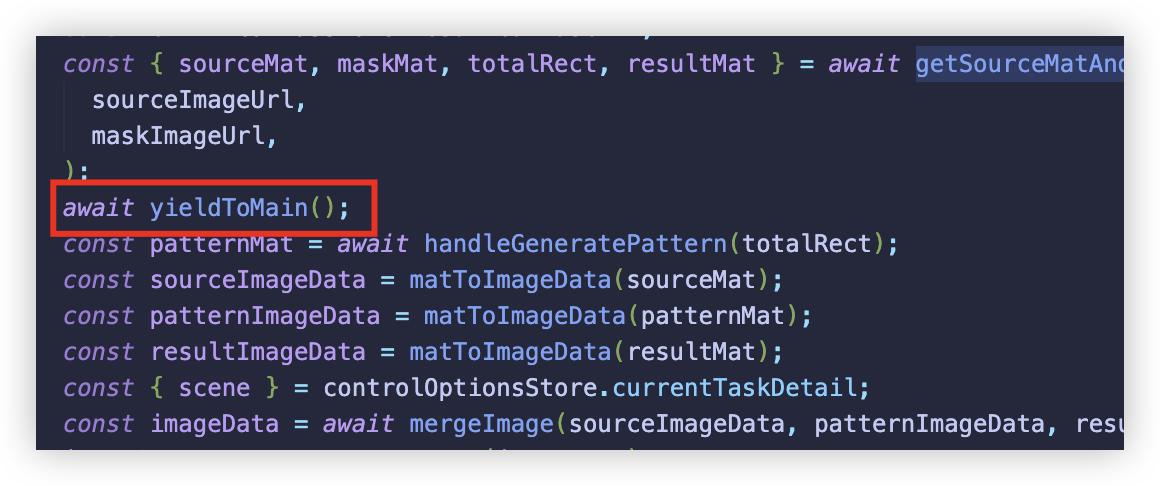 const { sourceMat, maskMat, totalRect, resultMat } = await getSourceMatAnd
sourceImageUrl,
maskImageUrl,
);
await yieldToMain();
const patternMat = await handleGeneratePattern(totalRect);
const sourceImageData = matToImageData(sourceMat);
const patternImageData = matToImageData(patternMat);
const resultImageData = matToImageData(resultMat);
const { scene } = controlOptionsStore.currentTaskDetail;
const imageData = await mergeImage(sourceImageData, patternImageData, resu